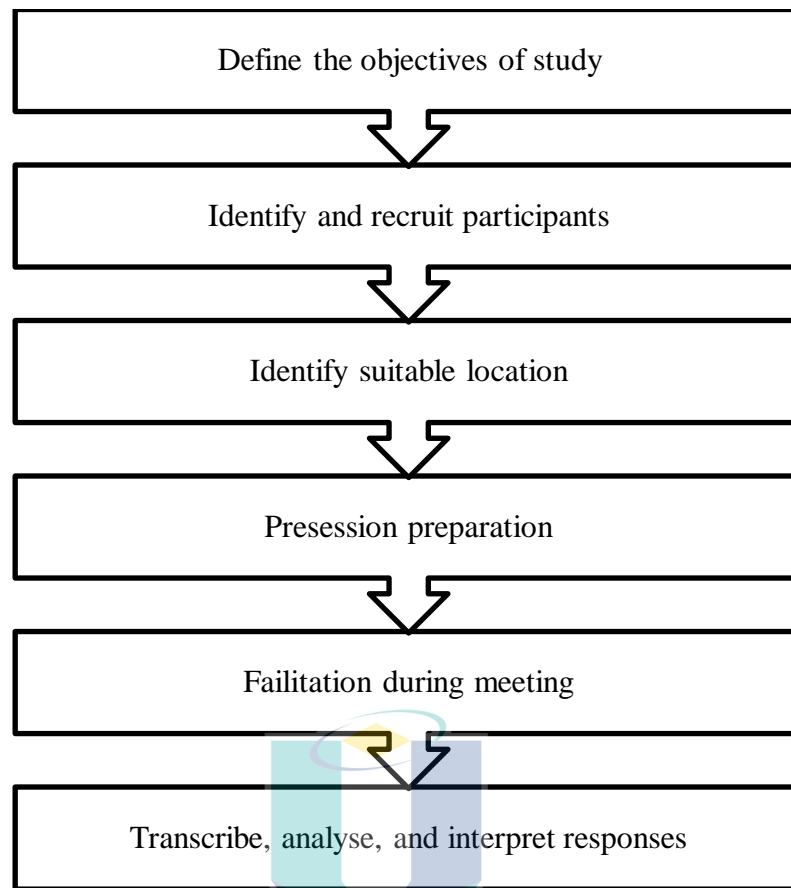 Define the objectives of study
Identify and recruit participants
Identify suitable location
Presession preparation
Failitation during meeting
Transcribe, analyse, and interpret responses